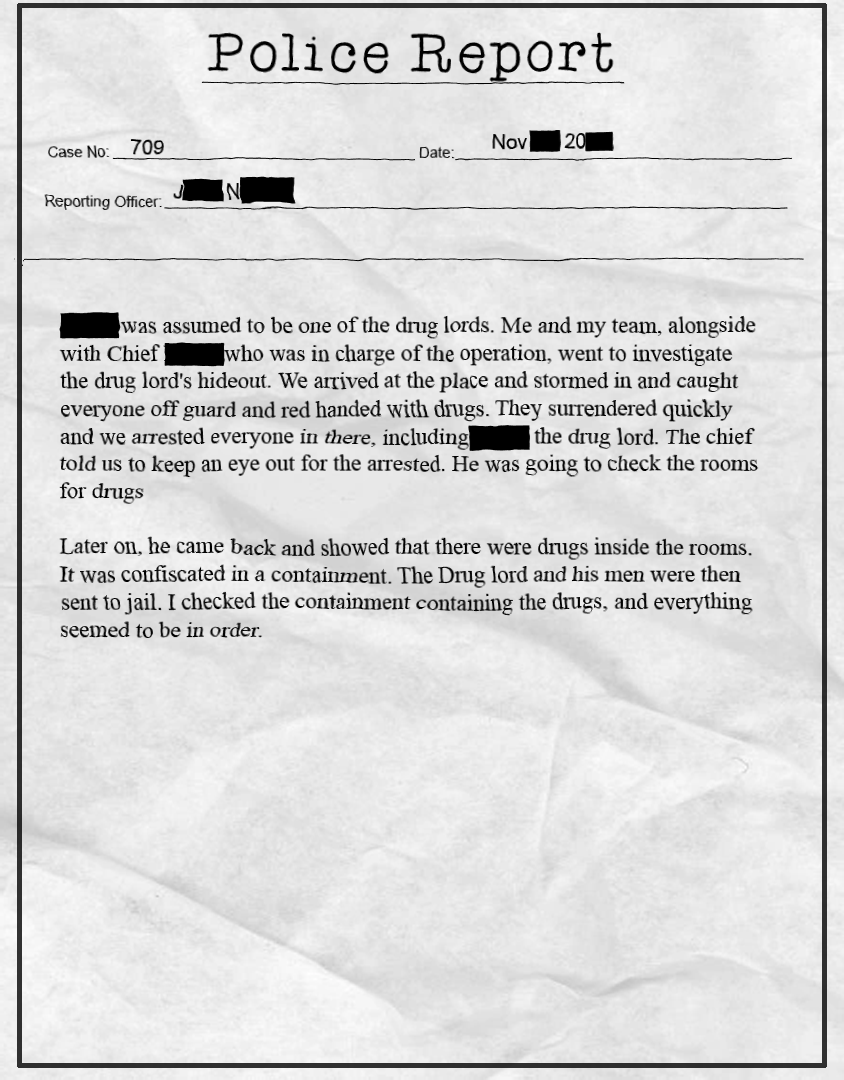 Police Report
Case No: 709 Date: Nov 20
Reporting Officer: J N
was assumed to be one of the drug lords. Me and my team, alongside
with Chief who was in charge of the operation, went to investigate
the drug lord's hideout. We arrived at the place and stormed in and caught
everyone off guard and red handed with drugs. They surrendered quickly
and we arrested everyone in there, including the drug lord. The chief
told us to keep an eye out for the arrested. He was going to check the rooms
for drugs
Later on, he came back and showed that there were drugs inside the rooms.
It was confiscated in a containment. The Drug lord and his men were then
sent to jail. I checked the containment containing the drugs, and everything
seemed to be in order.